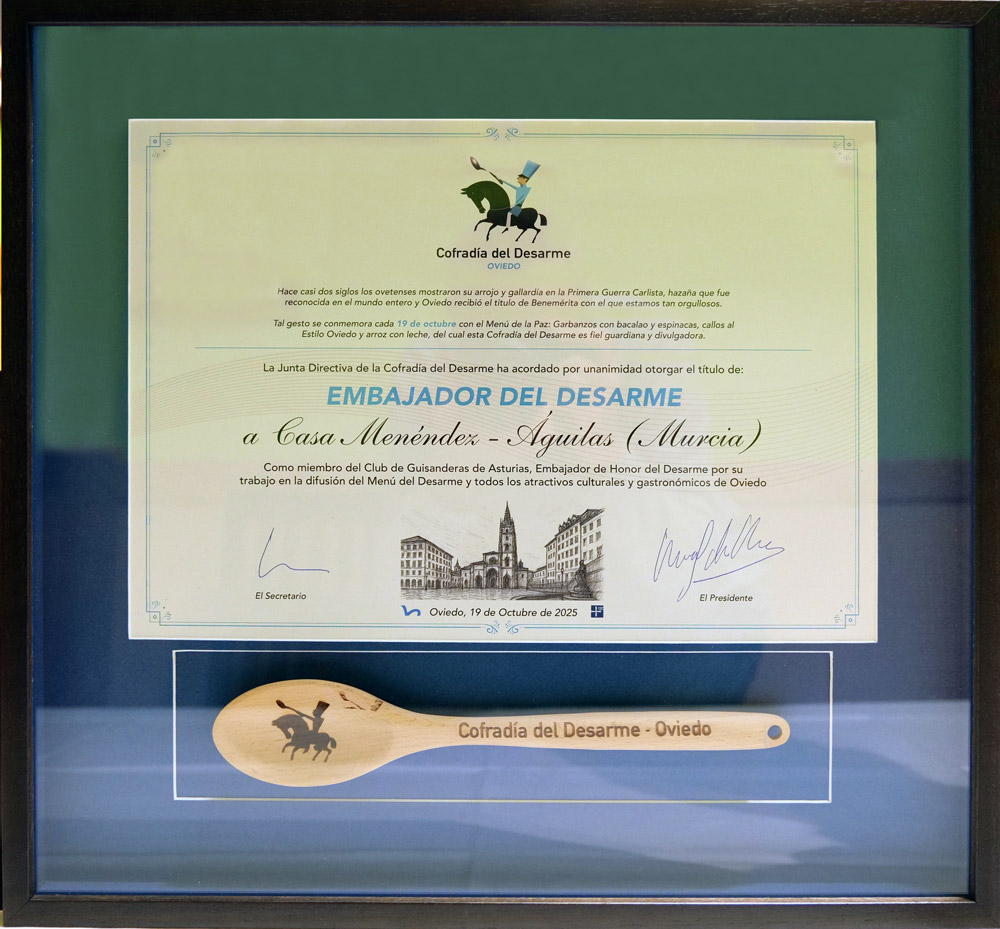 Cofradía del Desarme
OVIEDO
Hace casi dos siglos los ovetenses mostraron su arrojo y gallardía en la Primera Guerra Carlista, hazaña que fue
reconocida en el mundo entero y Oviedo recibió el título de Benemérita con el que estamos tan orgullosos.
Tal gesto se conmemora cada 19 de octubre con el Menú de la Paz: Garbanzos con bacalao y espinacas, callos al
Estilo Oviedo y arroz con leche, del cual esta Cofradía del Desarme es fiel guardiana y divulgadora.
La Junta Directiva de la Cofradía del Desarme ha acordado por unanimidad otorgar el título de:
EMBAJADOR DEL DESARME
a Casa Menéndez - Águilas (Murcia)
Como miembro del Club de Guisanderas de Asturias, Embajador de Honor del Desarme por su
trabajo en la difusión del Menú del Desarme y todos los atractivos culturales y gastronómicos de Oviedo
El Secretario
El Presidente
Oviedo, 19 de Octubre de 2025
Cofradía del Desarme - Oviedo